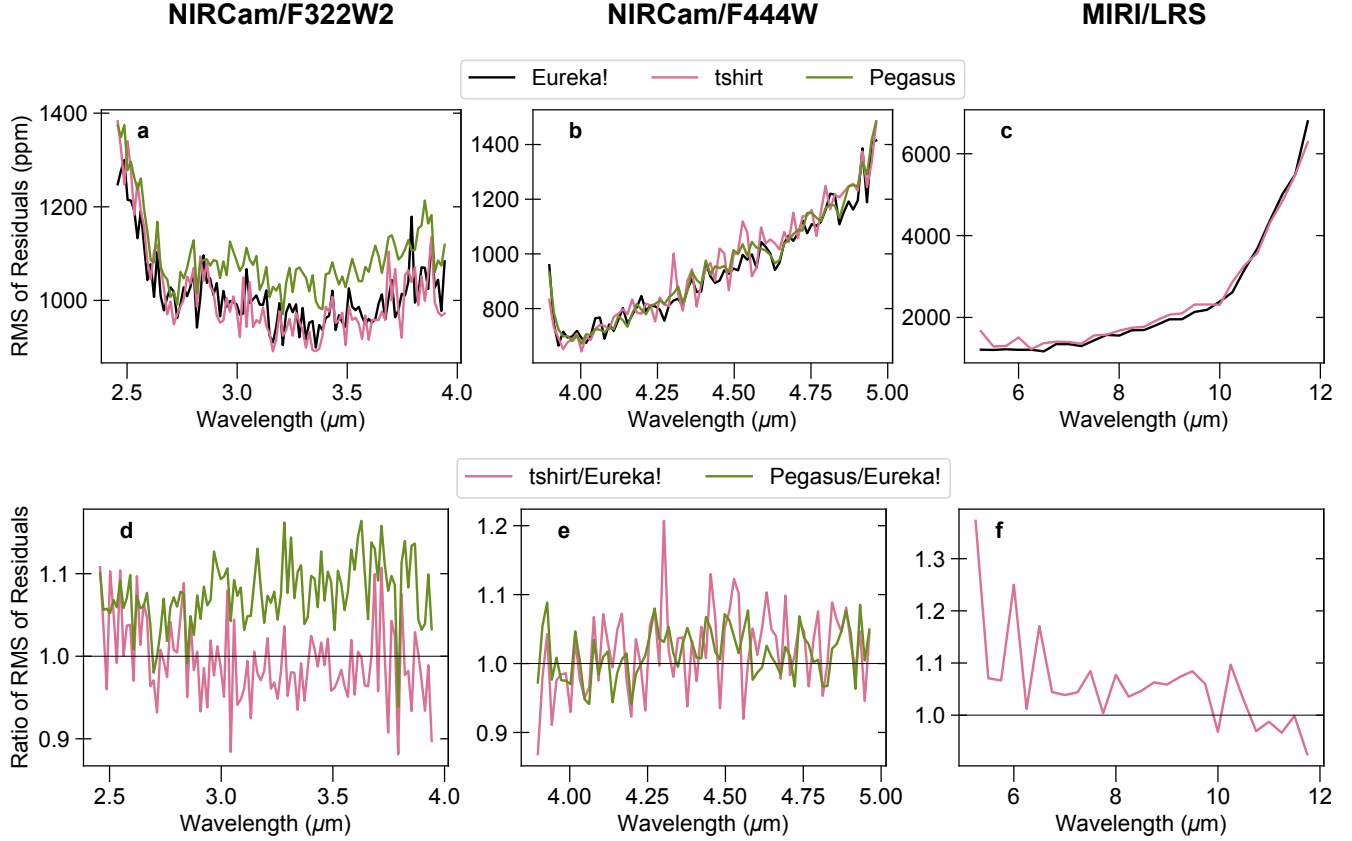 NIRCam/F322W2 NIRCam/F444W MIRI/LRS
Eureka! tshirt Pegasus
RMS of Residuals (ppm)
a
1400
1200
1000
2.5 3.0 3.5 4.0
Wavelength (μm)
b
1400
1200
1000
800
4.00 4.25 4.50 4.75 5.00
Wavelength (μm)
c
6000
4000
2000
6 8 10 12
Wavelength (μm)
tshirt/Eureka! Pegasus/Eureka!
Ratio of RMS of Residuals
d
1.1
1.0
0.9
2.5 3.0 3.5 4.0
Wavelength (μm)
e
1.2
1.1
1.0
0.9
4.00 4.25 4.50 4.75 5.00
Wavelength (μm)
f
1.3
1.2
1.1
1.0
6 8 10 12
Wavelength (μm)